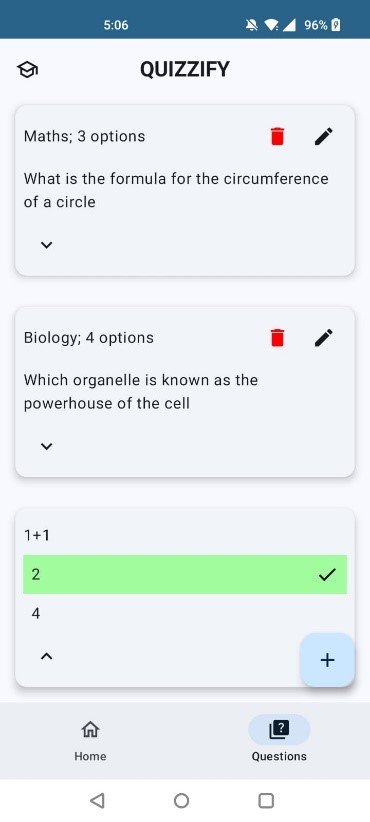 5:06
96%
QUIZZIFY
Maths; 3 options
What is the formula for the circumference
of a circle
Biology; 4 options
Which organelle is known as the
powerhouse of the cell
1+1
2
4
+
?
Home
Questions